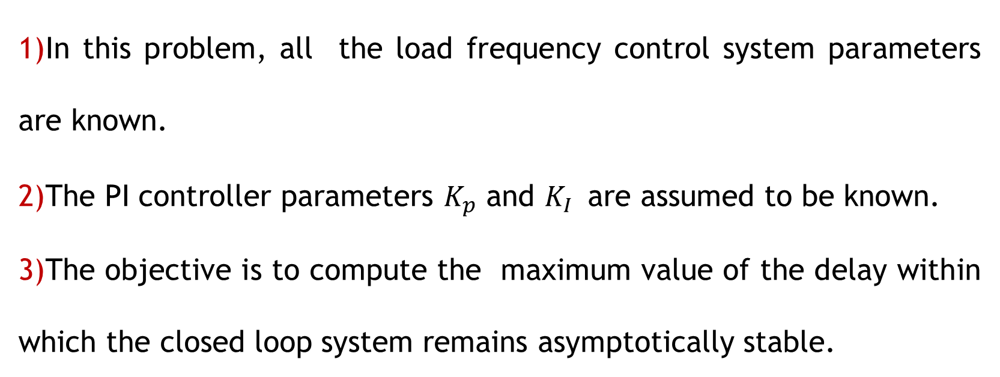 1)In this problem, all the load frequency control system parameters
are known.
2)The PI controller parameters K_p and K_I are assumed to be known.
3)The objective is to compute the maximum value of the delay within
which the closed loop system remains asymptotically stable.